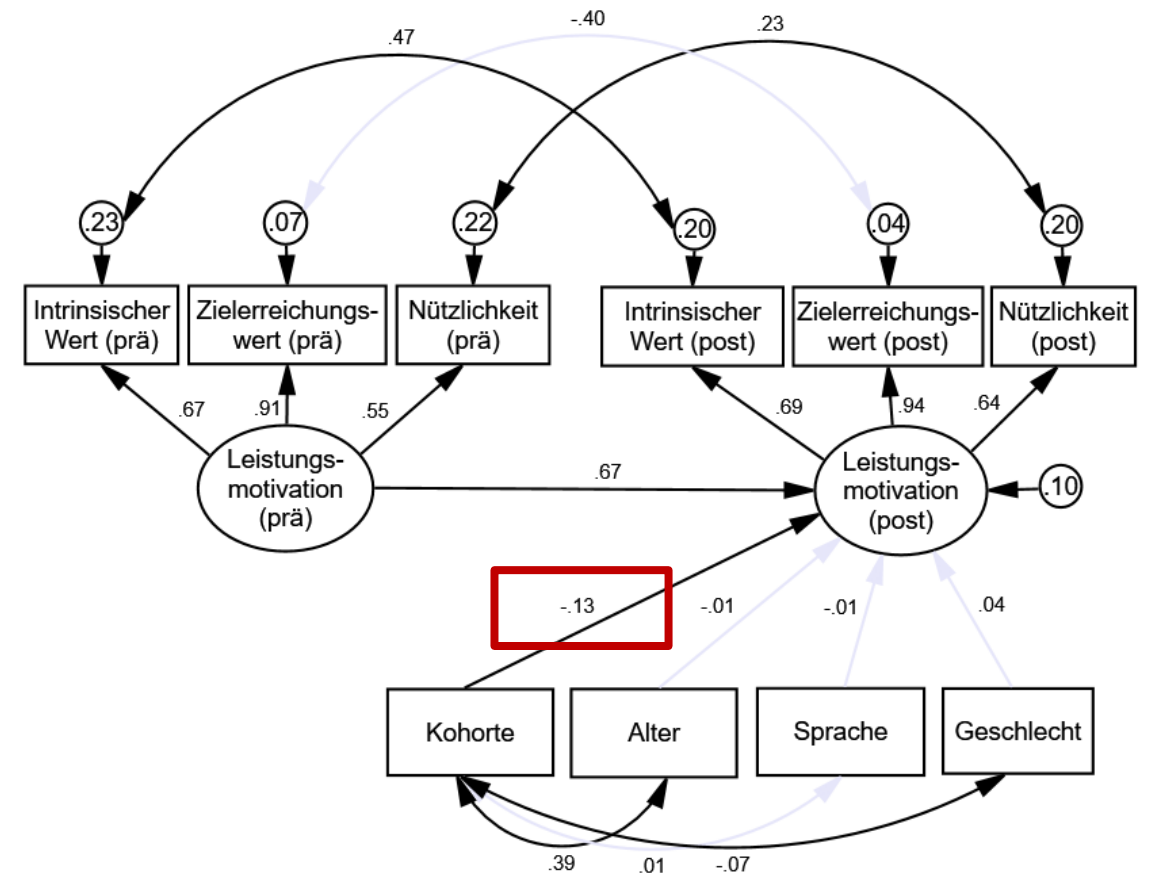 -.40
.23
.47
.23
.07
.22
.20
.04
.20
Intrinsischer
Wert (prä)
Zielerreichungs-
wert (prä)
Nützlichkeit
(prä)
Intrinsischer
Wert (post)
Zielerreichungs-
wert (post)
Nützlichkeit
(post)
.67
.91
.55
.69
.94
.64
Leistungs-
motivation
(prä)
.67
Leistungs-
motivation
(post)
.10
-.13
-.01
-.01
.04
Kohorte
Alter
Sprache
Geschlecht
.39
.01
-.07